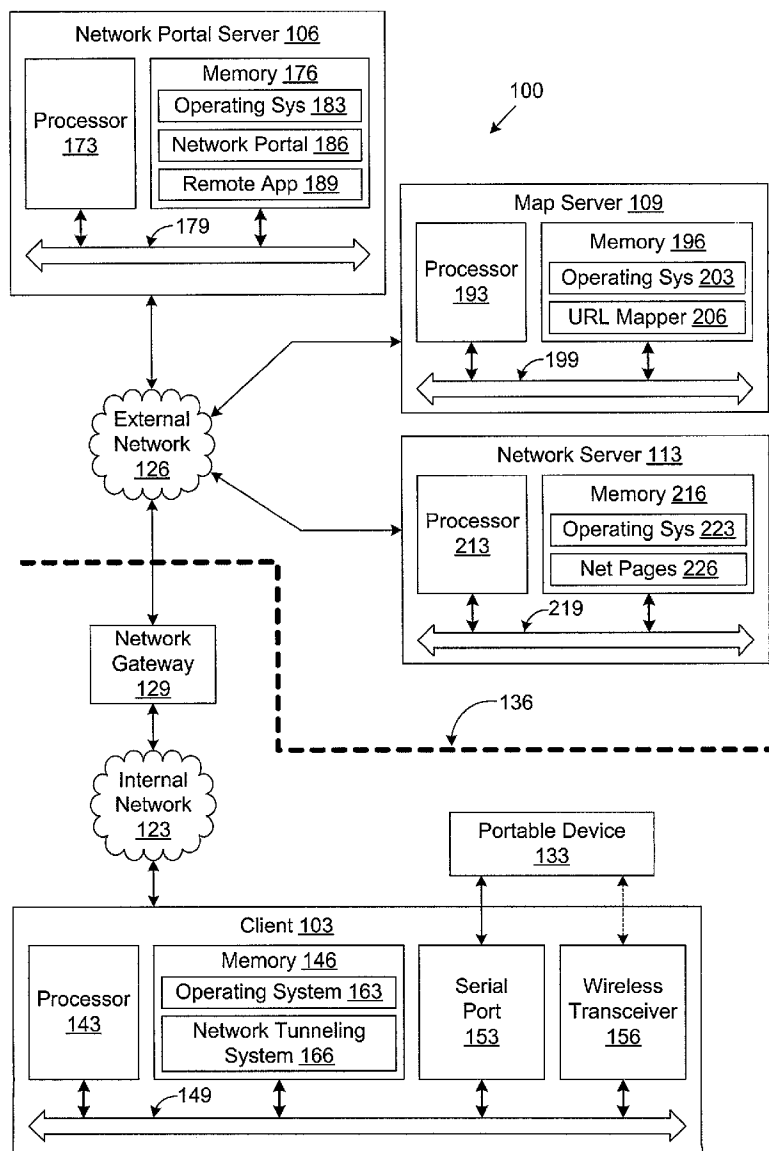 Network Portal Server 106
Processor
173
Memory 176
Operating Sys 183
Network Portal 186
Remote App 189
179
100
Map Server 109
Processor
193
Memory 196
Operating Sys 203
URL Mapper 206
199
External
Network
126
Network Server 113
Processor
213
Memory 216
Operating Sys 223
Net Pages 226
219
Network
Gateway
129
136
Internal
Network
123
Portable Device
133
Client 103
Processor
143
Memory 146
Operating System 163
Network Tunneling
System 166
Serial
Port
153
Wireless
Transceiver
156
149